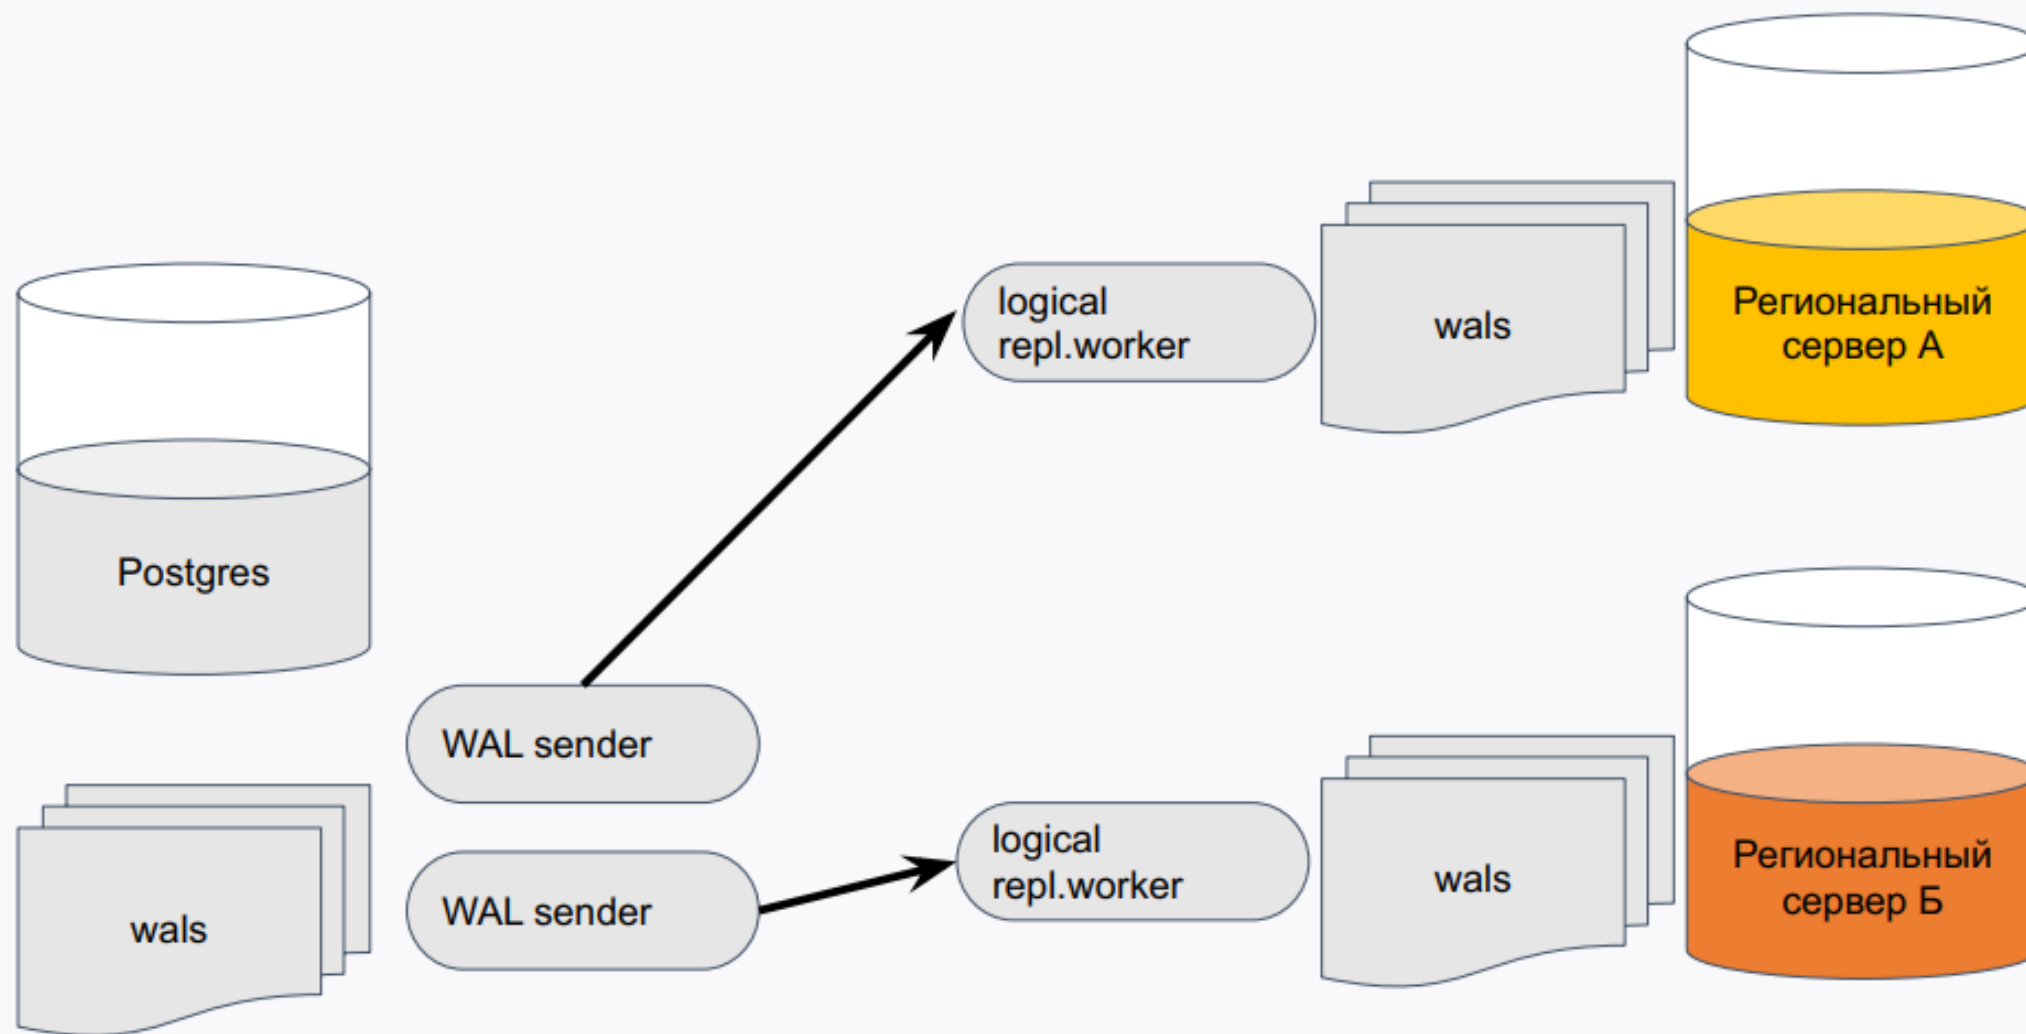 Postgres
wals
WAL sender
WAL sender
logical
repl.worker
wals
Региональный
сервер А
logical
repl.worker
wals
Региональный
сервер Б